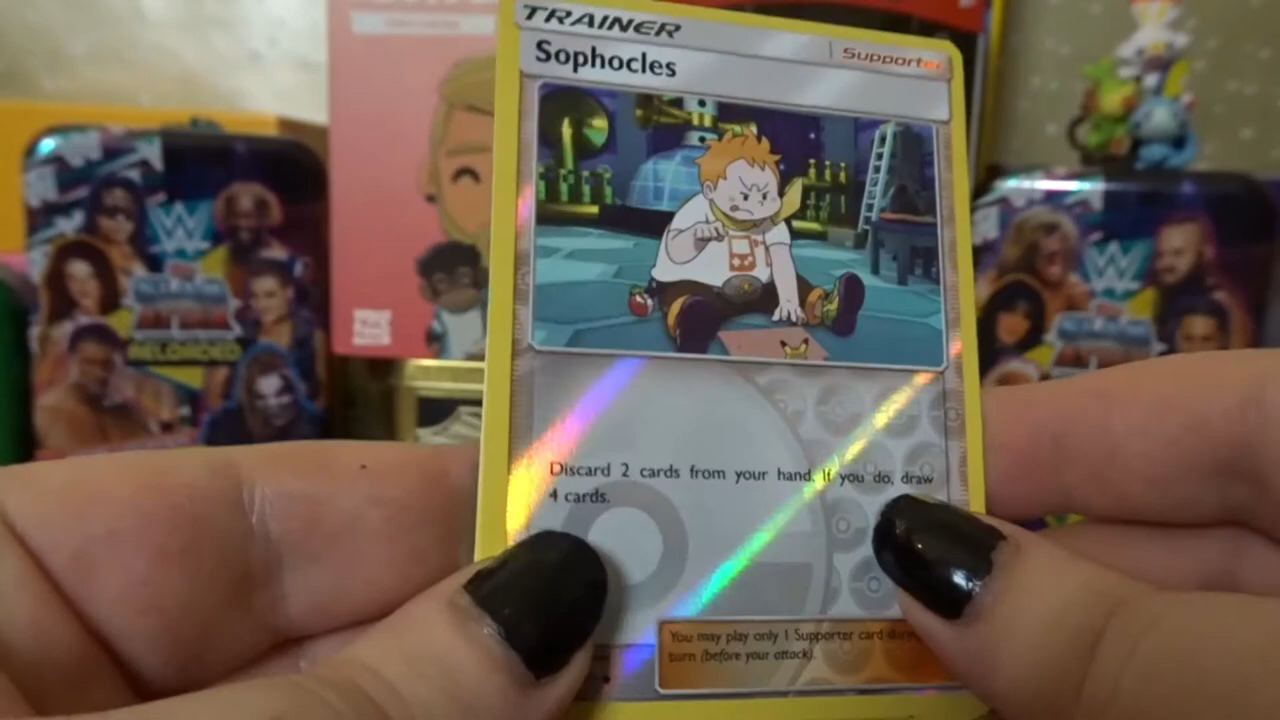 TRAINER
Supporter
Sophocles
Discard 2 cards from your hand. If you do, draw
4 cards.
You may play only 1 Supporter card
turn (before your attack).
W
RELOADED
W